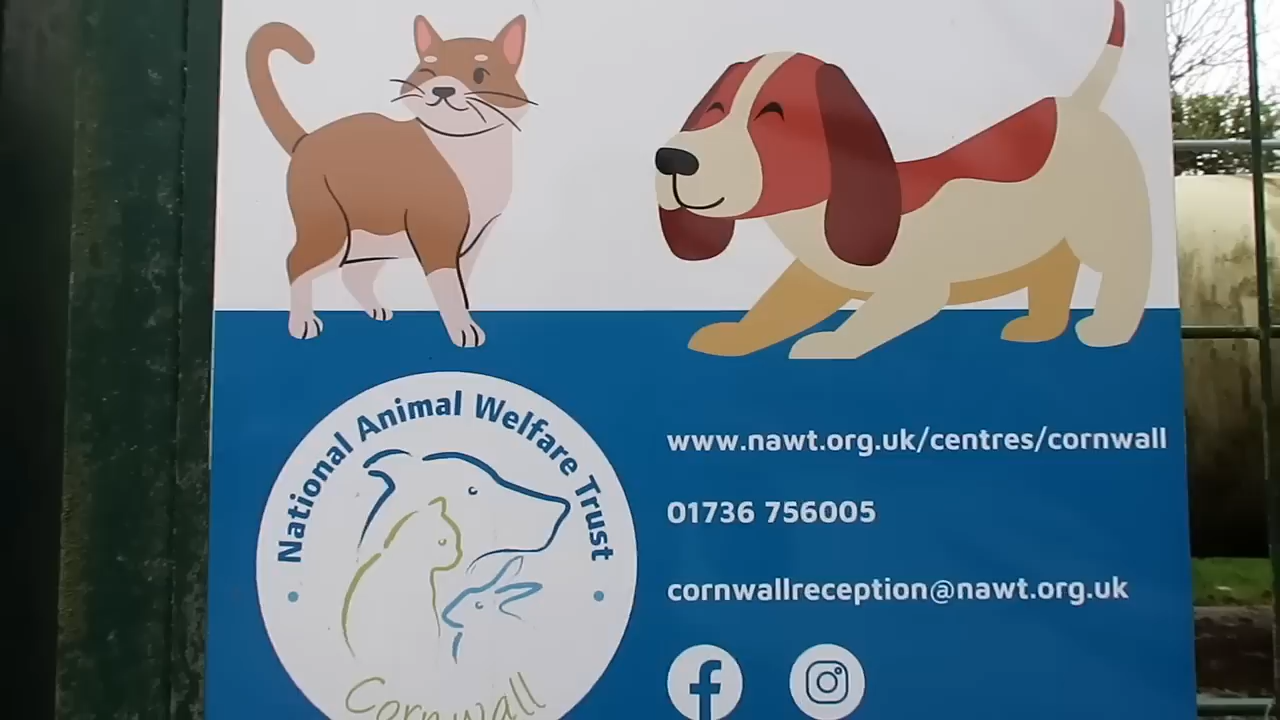 National Animal Welfare Trust
Cornwall
www.nawt.org.uk/centres/cornwall
01736 756005
cornwallreception@nawt.org.uk